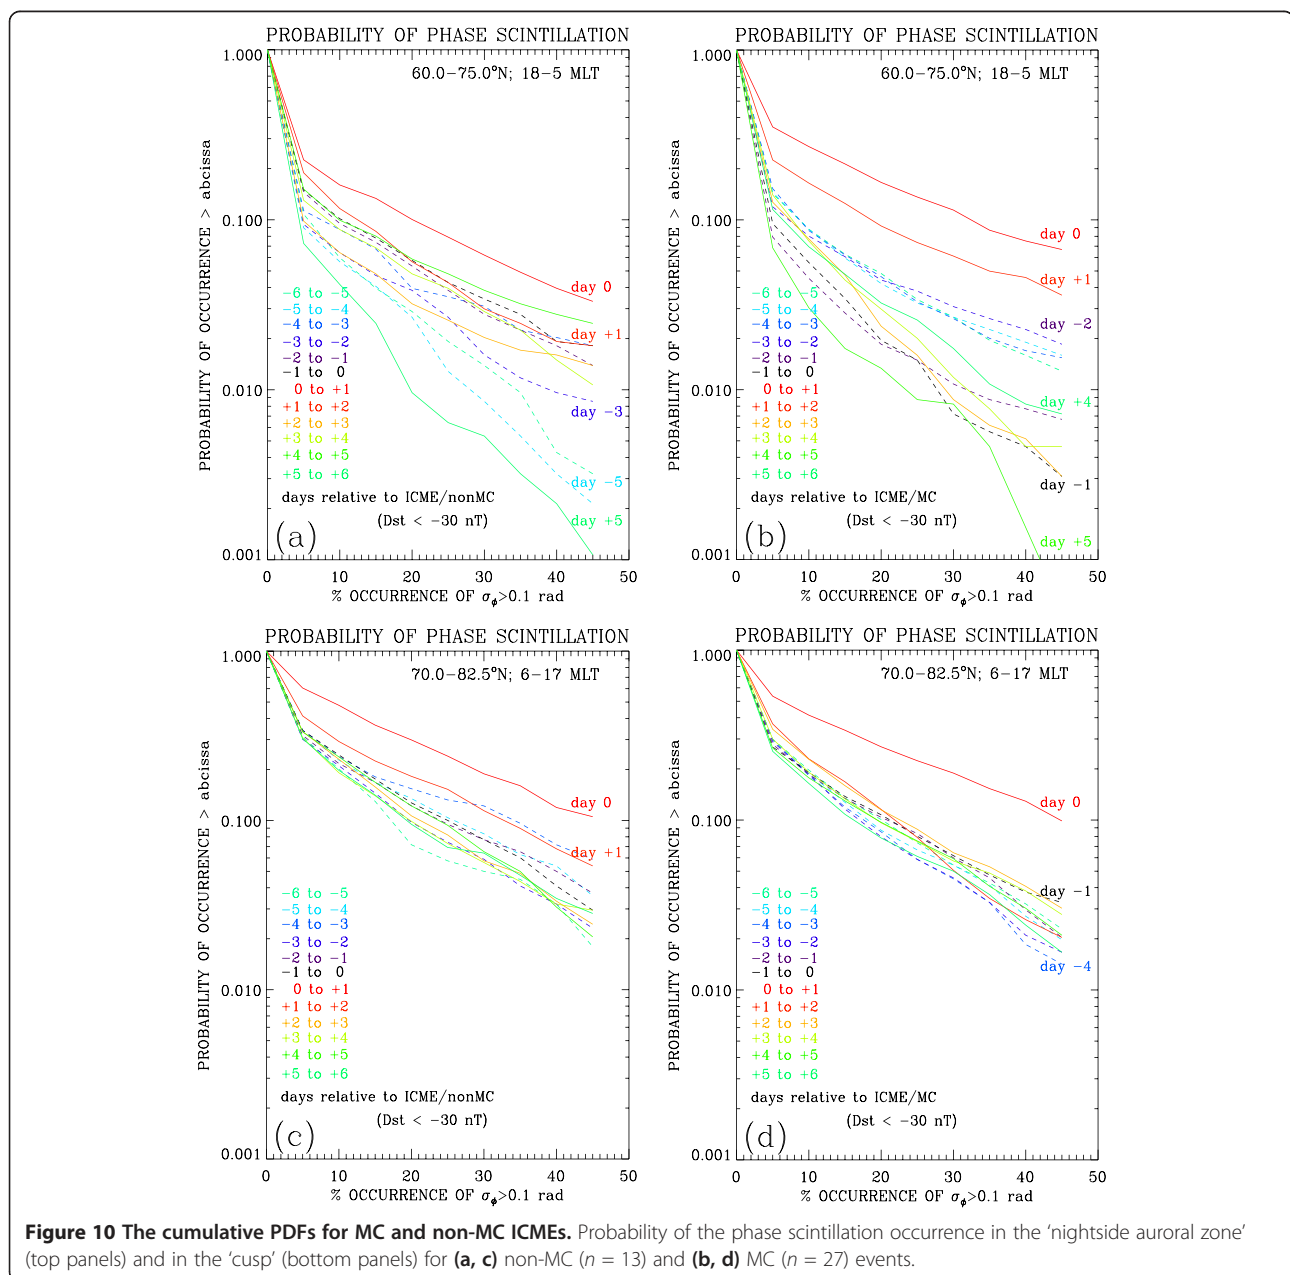 PROBABILITY OF PHASE SCINTILLATION
60.0–75.0°N; 18–5 MLT
PROBABILITY OF OCCURRENCE > abcissa
1.000
0.100
0.010
0.001
day 0
day +1
day −3
day −5
day +5
−6 to −5
−5 to −4
−4 to −3
−3 to −2
−2 to −1
−1 to 0
0 to +1
+1 to +2
+2 to +3
+3 to +4
+4 to +5
+5 to +6
days relative to ICME/nonMC
(Dst < −30 nT)
(a)
0 10 20 30 40 50
% OCCURRENCE OF σϕ>0.1 rad
PROBABILITY OF PHASE SCINTILLATION
60.0–75.0°N; 18–5 MLT
PROBABILITY OF OCCURRENCE > abcissa
1.000
0.100
0.010
0.001
day 0
day +1
day −2
day +4
day −1
day +5
−6 to −5
−5 to −4
−4 to −3
−3 to −2
−2 to −1
−1 to 0
0 to +1
+1 to +2
+2 to +3
+3 to +4
+4 to +5
+5 to +6
days relative to ICME/MC
(Dst < −30 nT)
(b)
0 10 20 30 40 50
% OCCURRENCE OF σϕ>0.1 rad
PROBABILITY OF PHASE SCINTILLATION
70.0–82.5°N; 6–17 MLT
PROBABILITY OF OCCURRENCE > abcissa
1.000
0.100
0.010
0.001
day 0
day +1
−6 to −5
−5 to −4
−4 to −3
−3 to −2
−2 to −1
−1 to 0
0 to +1
+1 to +2
+2 to +3
+3 to +4
+4 to +5
+5 to +6
days relative to ICME/nonMC
(Dst < −30 nT)
(c)
0 10 20 30 40 50
% OCCURRENCE OF σϕ>0.1 rad
PROBABILITY OF PHASE SCINTILLATION
70.0–82.5°N; 6–17 MLT
PROBABILITY OF OCCURRENCE > abcissa
1.000
0.100
0.010
0.001
day 0
day −1
day −4
−6 to −5
−5 to −4
−4 to −3
−3 to −2
−2 to −1
−1 to 0
0 to +1
+1 to +2
+2 to +3
+3 to +4
+4 to +5
+5 to +6
days relative to ICME/MC
(Dst < −30 nT)
(d)
0 10 20 30 40 50
% OCCURRENCE OF σϕ>0.1 rad
Figure 10 The cumulative PDFs for MC and non-MC ICMEs. Probability of the phase scintillation occurrence in the 'nightside auroral zone'
(top panels) and in the 'cusp' (bottom panels) for (a, c) non-MC (n = 13) and (b, d) MC (n = 27) events.